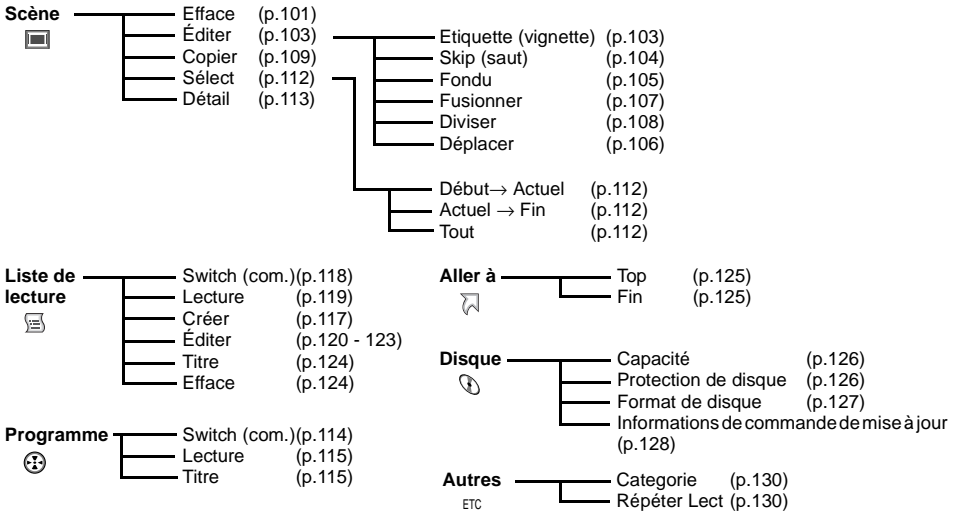 Scène
Efface (p.101)
Éditer (p.103)
Copier (p.109)
Sélect (p.112)
Détail (p.113)
Etiquette (vignette) (p.103)
Skip (saut) (p.104)
Fondu (p.105)
Fusionner (p.107)
Diviser (p.108)
Déplacer (p.106)
Début→ Actuel (p.112)
Actuel → Fin (p.112)
Tout (p.112)
Liste de
lecture
Switch (com.)(p.118)
Lecture (p.119)
Créer (p.117)
Éditer (p.120 - 123)
Titre (p.124)
Efface (p.124)
Programme
Switch (com.)(p.114)
Lecture (p.115)
Titre (p.115)
Aller à
Top (p.125)
Fin (p.125)
Disque
Capacité (p.126)
Protection de disque (p.126)
Format de disque (p.127)
Informations de commande de mise à jour
(p.128)
Autres
ETC
Categorie (p.130)
Répéter Lect (p.130)